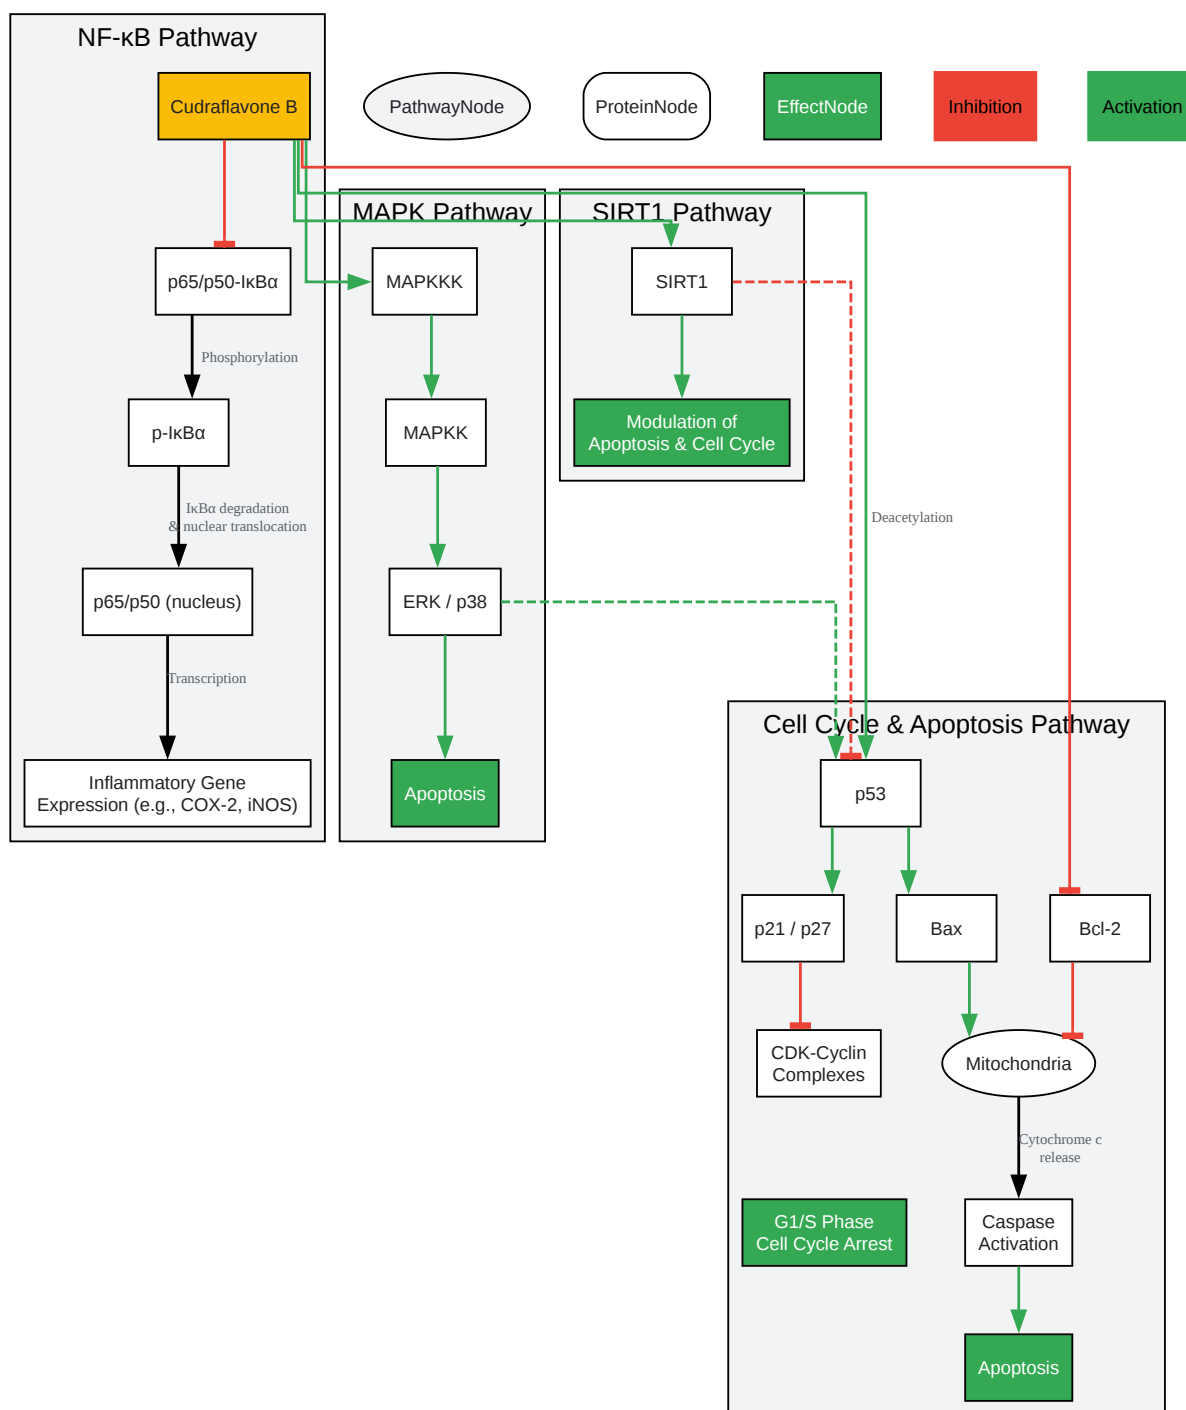 NF-κB Pathway
Cudraflavone B
PathwayNode
ProteinNode
EffectNode
Inhibition
Activation
MAPK Pathway
SIRT1 Pathway
p65/p50-IκBα
MAPKKK
SIRT1
Phosphorylation
p-IκBα
MAPKK
Modulation of
Apoptosis & Cell Cycle
IκBα degradation
& nuclear translocation
Deacetylation
p65/p50 (nucleus)
ERK / p38
Transcription
Cell Cycle & Apoptosis Pathway
Inflammatory Gene
Expression (e.g., COX-2, iNOS)
Apoptosis
p53
p21 / p27
Bax
Bcl-2
CDK-Cyclin
Complexes
Mitochondria
Cytochrome c
release
G1/S Phase
Cell Cycle Arrest
Caspase
Activation
Apoptosis